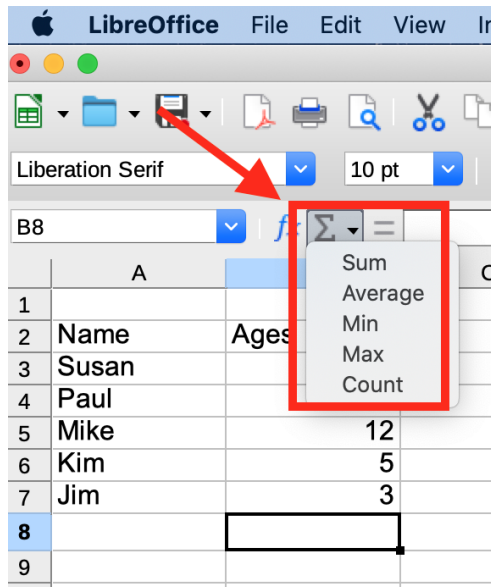 LibreOffice File Edit View
Liberation Serif 10 pt
B8 Σ =
A
1
Sum
Average
2 Name Ages Min
3 Susan Max
4 Paul Count
5 Mike 12
6 Kim 5
7 Jim 3
8
9